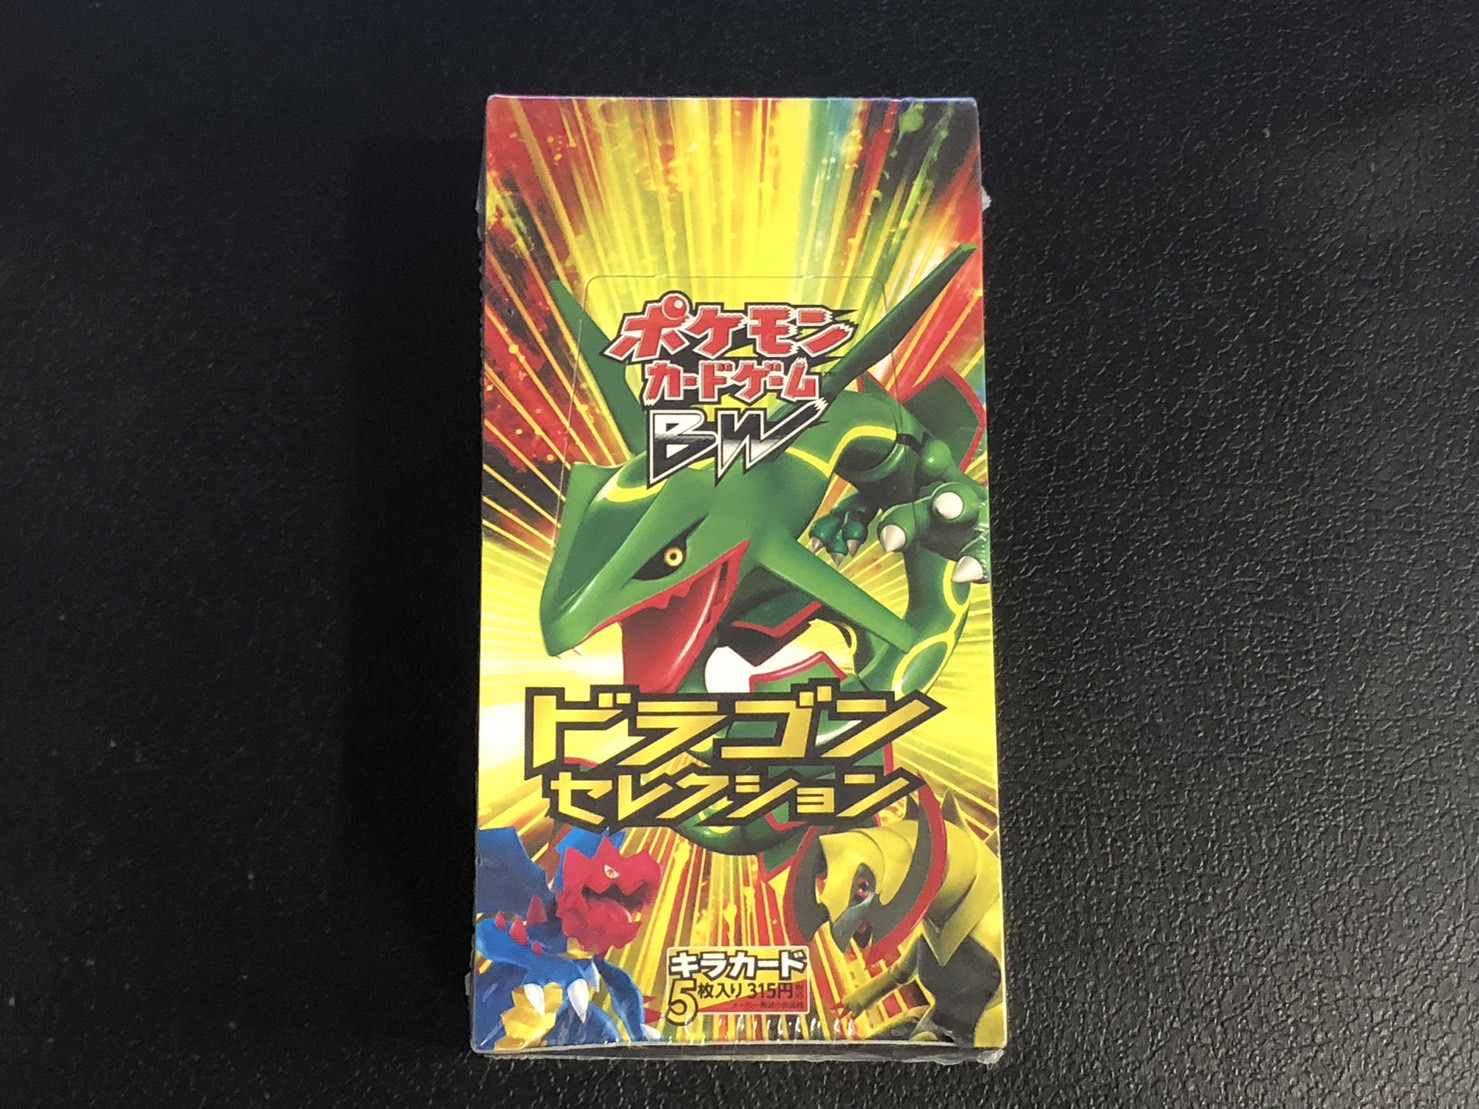 ポケモン
カードゲーム
BW
ドラゴン
セレクション
キラカード
5枚入り 315円